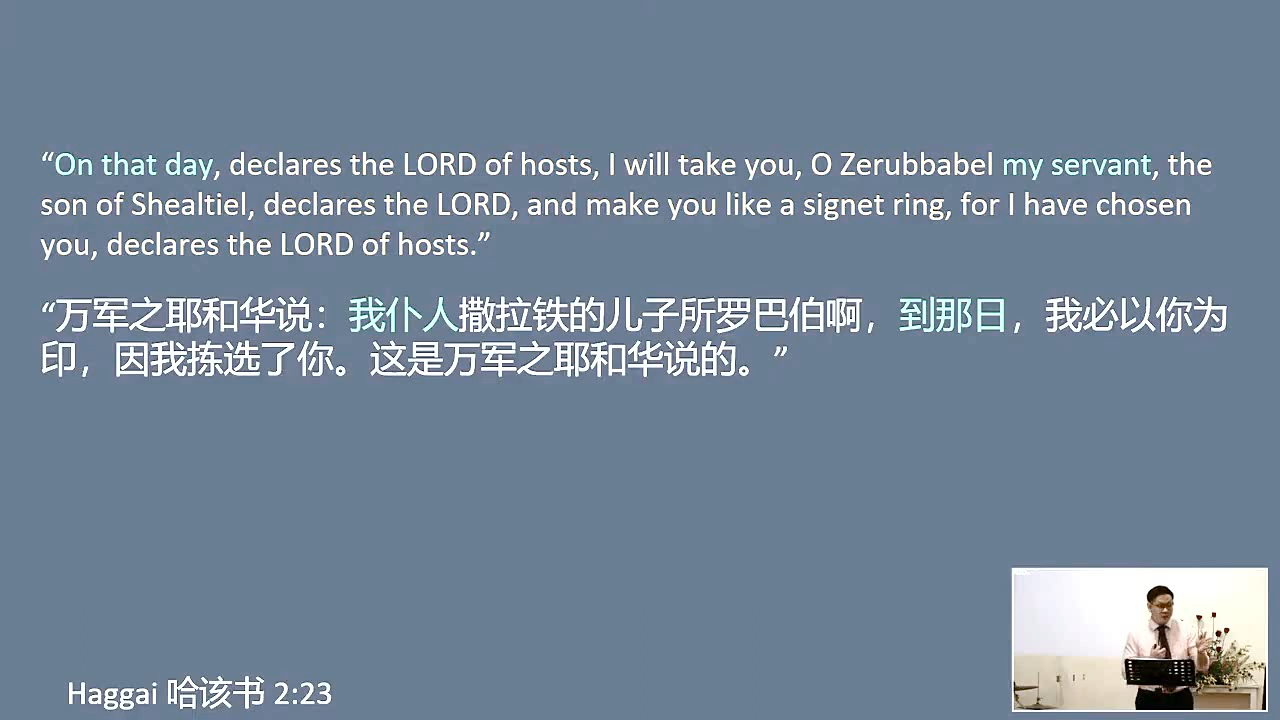 “On that day, declares the LORD of hosts, I will take you, O Zerubbabel my servant, the
son of Shealtiel, declares the LORD, and make you like a signet ring, for I have chosen
you, declares the LORD of hosts.”
“万军之耶和华说：我仆人撒拉铁的儿子所罗巴伯啊，到那日，我必以你为
印，因我拣选了你。这是万军之耶和华说的。”
Haggai 哈该书 2:23